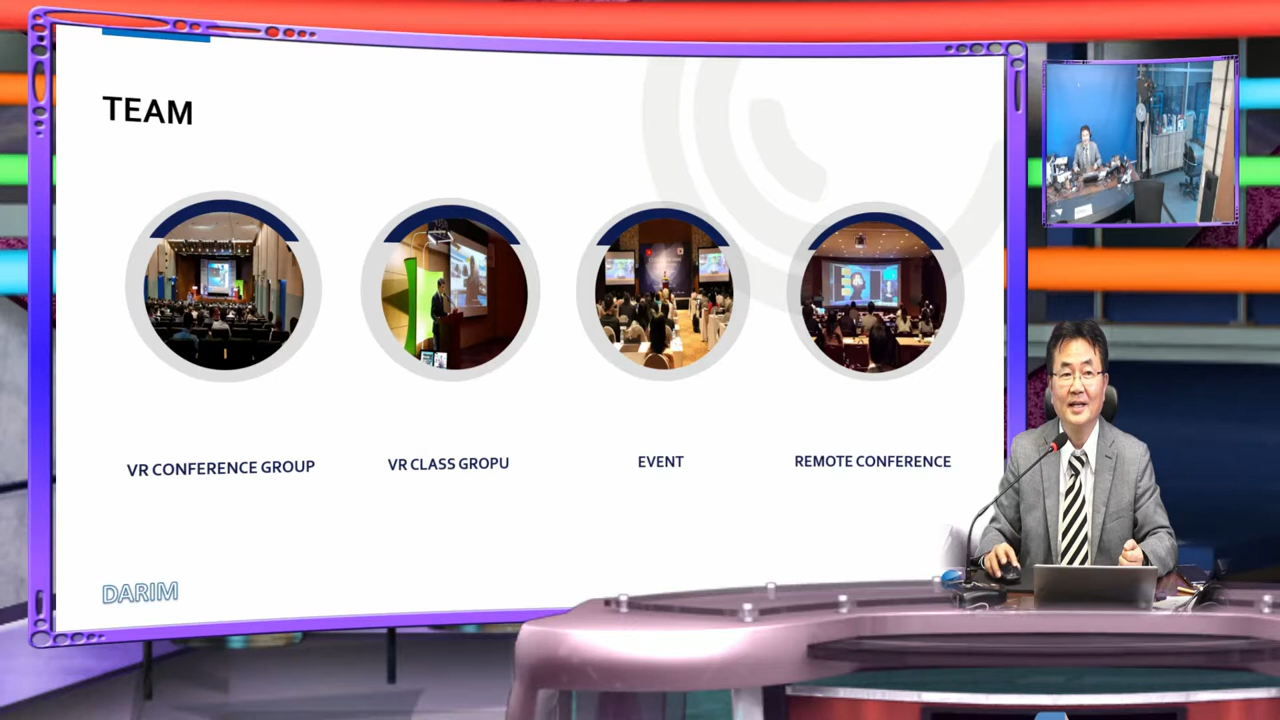 TEAM
VR CONFERENCE GROUP
VR CLASS GROPU
EVENT
REMOTE CONFERENCE
DARIM